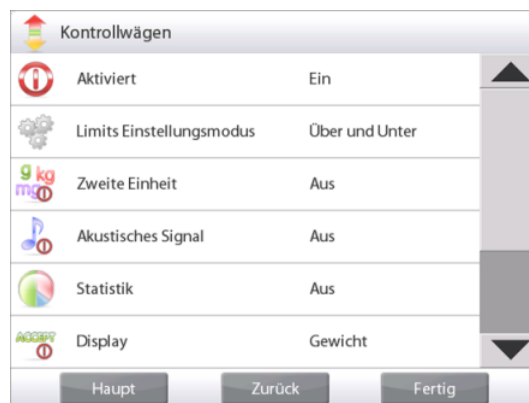 Kontrollwägen
Aktiviert Ein
Limits Einstellungsmodus Über und Unter
g kg
mg
Zweite Einheit Aus
Akustisches Signal Aus
Statistik Aus
ACCEPT
Display Gewicht
Haupt Zurück Fertig